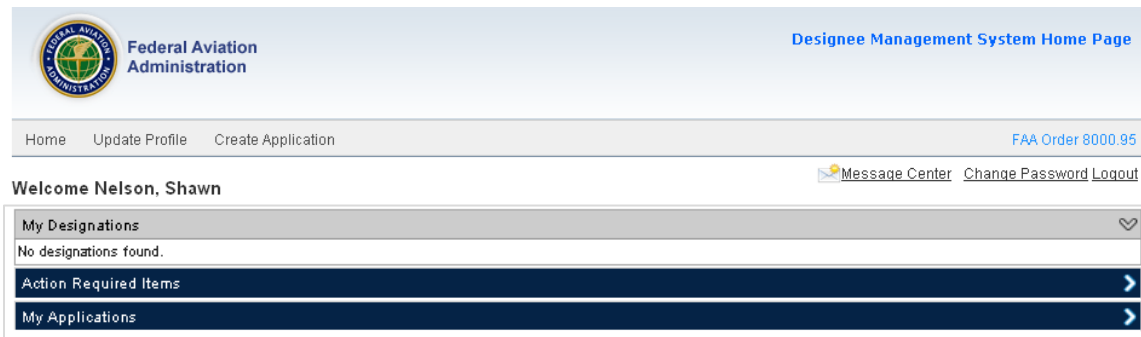 FEDERAL AVIATION ADMINISTRATION
Federal Aviation
Administration
Designee Management System Home Page
Home Update Profile Create Application FAA Order 8000.95
Message Center Change Password Logout
Welcome Nelson, Shawn
My Designations
No designations found.
Action Required Items
My Applications